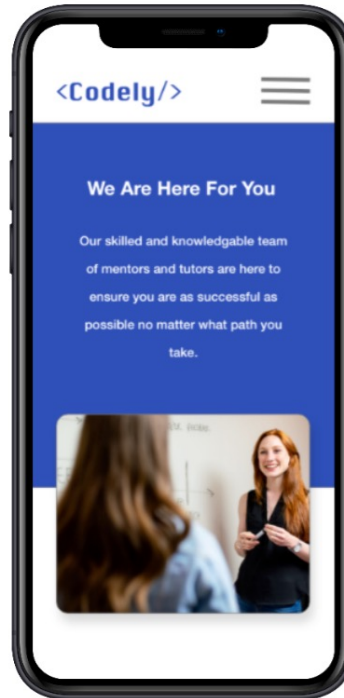 <Codely/>
We Are Here For You
Our skilled and knowledgable team
of mentors and tutors are here to
ensure you are as successful as
possible no matter what path you
take.